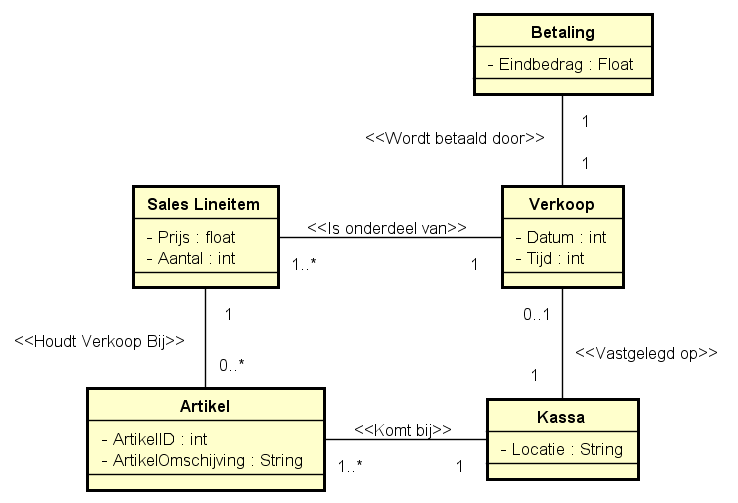 Betaling
- Eindbedrag : Float
1
<<Wordt betaald door>>
1
Sales Lineitem
- Prijs : float
- Aantal : int
<<Is onderdeel van>>
1..*
1
Verkoop
- Datum : int
- Tijd : int
1
<<Houdt Verkoop Bij>>
0..*
0..1
<<Vastgelegd op>>
1
Artikel
- ArtikelID : int
- ArtikelOmschijving : String
<<Komt bij>>
1..*
1
Kassa
- Locatie : String